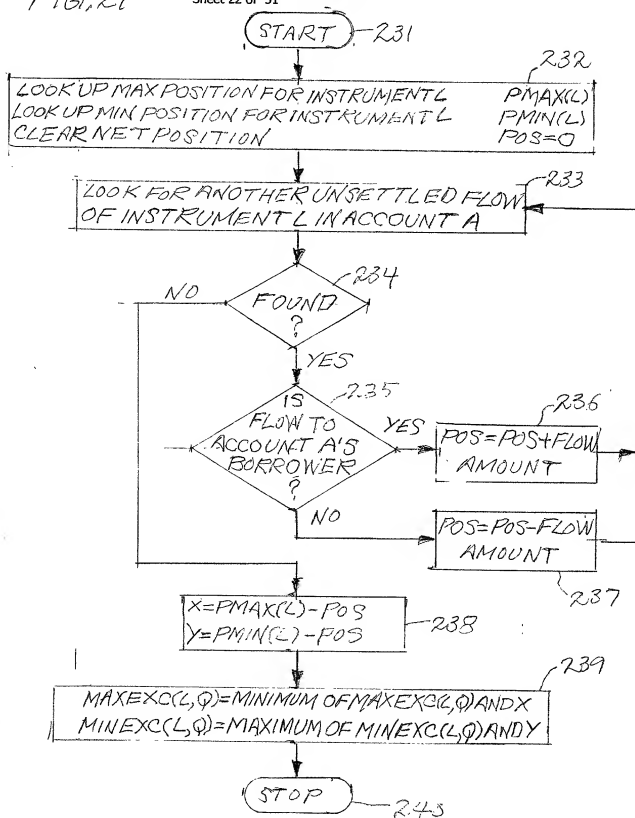 FIG. 21
Sheet 22 of 31
START
231
232
LOOK UP MAX POSITION FOR INSTRUMENT L PMAX(L)
LOOK UP MIN POSITION FOR INSTRUMENT L PMIN(L)
CLEAR NET POSITION POS=0
233
LOOK FOR ANOTHER UNSETTLED FLOW
OF INSTRUMENT L IN ACCOUNT A
234
NO
FOUND
?
YES
235
IS
FLOW TO
ACCOUNT A'S
BORROWER
?
YES
236
POS=POS+FLOW
AMOUNT
NO
POS=POS-FLOW
AMOUNT
237
X=PMAX(L)-POS
Y=PMIN(L)-POS
238
239
MAXEXC(L,Q)=MINIMUM OF MAXEXC(L,Q) AND X
MINEXC(L,Q)=MAXIMUM OF MINEXC(L,Q) AND Y
STOP
243